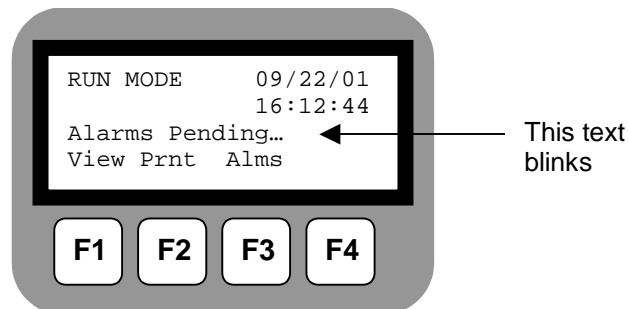 RUN MODE 09/22/01
16:12:44
Alarms Pending…
View Prnt Alms
This text
blinks
F1 F2 F3 F4